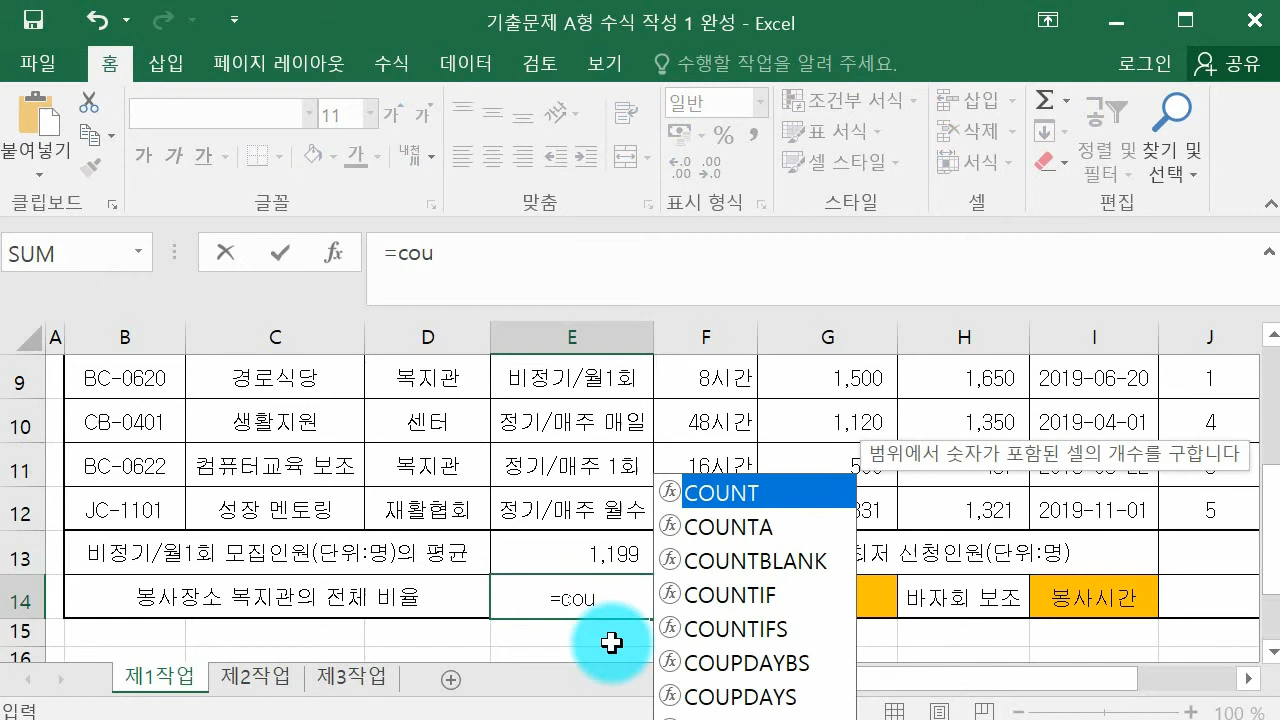 기출문제 A형 수식 작성 1 완성 - Excel
파일 홈 삽입 페이지 레이아웃 수식 데이터 검토 보기 수행할 작업을 알려 주세요. 로그인 공유
11 일반 조건부 서식 삽입
붙여넣기 가 가 가 내천 표 서식 삭제 정렬 및 찾기 및
셀 스타일 서식 필터 선택
클립보드 글꼴 맞춤 표시 형식 스타일 셀 편집
SUM =cou
A B C D E F G H I J
9 BC-0620 경로식당 복지관 비정기/월1회 8시간 1,500 1,650 2019-06-20 1
10 CB-0401 생활지원 센터 정기/매주 매일 48시간 1,120 1,350 2019-04-01 4
범위에서 숫자가 포함된 셀의 개수를 구합니다
11 BC-0622 컴퓨터교육 보조 복지관 정기/매주 1회 16시간
12 JC-1101 성장 멘토링 재활협회 정기/매주 월수 1,321 2019-11-01 5
13 비정기/월1회 모집인원(단위:명)의 평균 1,199 신청인원(단위:명)
14 봉사장소 복지관의 전체 비율 =cou 바자회 보조 봉사시간
15
16
COUNT
COUNTA
COUNTBLANK
COUNTIF
COUNTIFS
COUPDAYBS
COUPDAYS
제1작업 제2작업 제3작업
입력 100 %